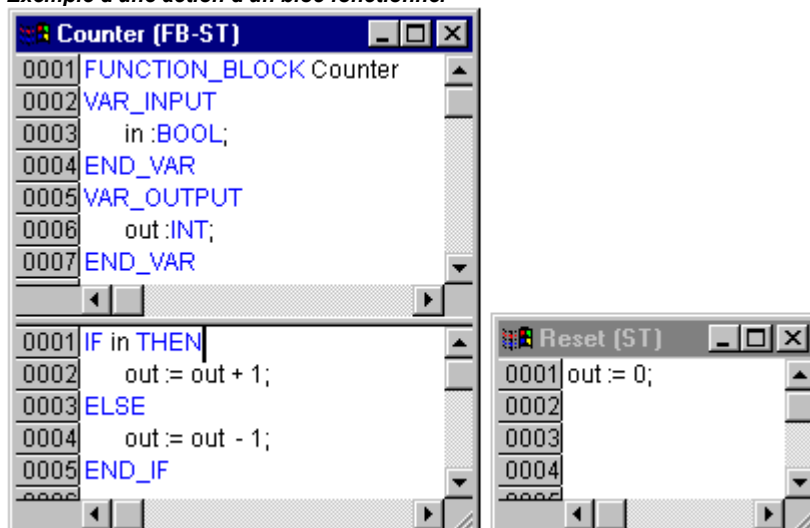 Exemple d'une action d'un bloc fonctionnel
Counter (FB-ST)
0001 FUNCTION_BLOCK Counter
0002 VAR_INPUT
0003 in :BOOL;
0004 END_VAR
0005 VAR_OUTPUT
0006 out :INT;
0007 END_VAR
0001 IF in THEN
0002 out := out + 1;
0003 ELSE
0004 out := out - 1;
0005 END_IF
Reset (ST)
0001 out := 0;
0002
0003
0004